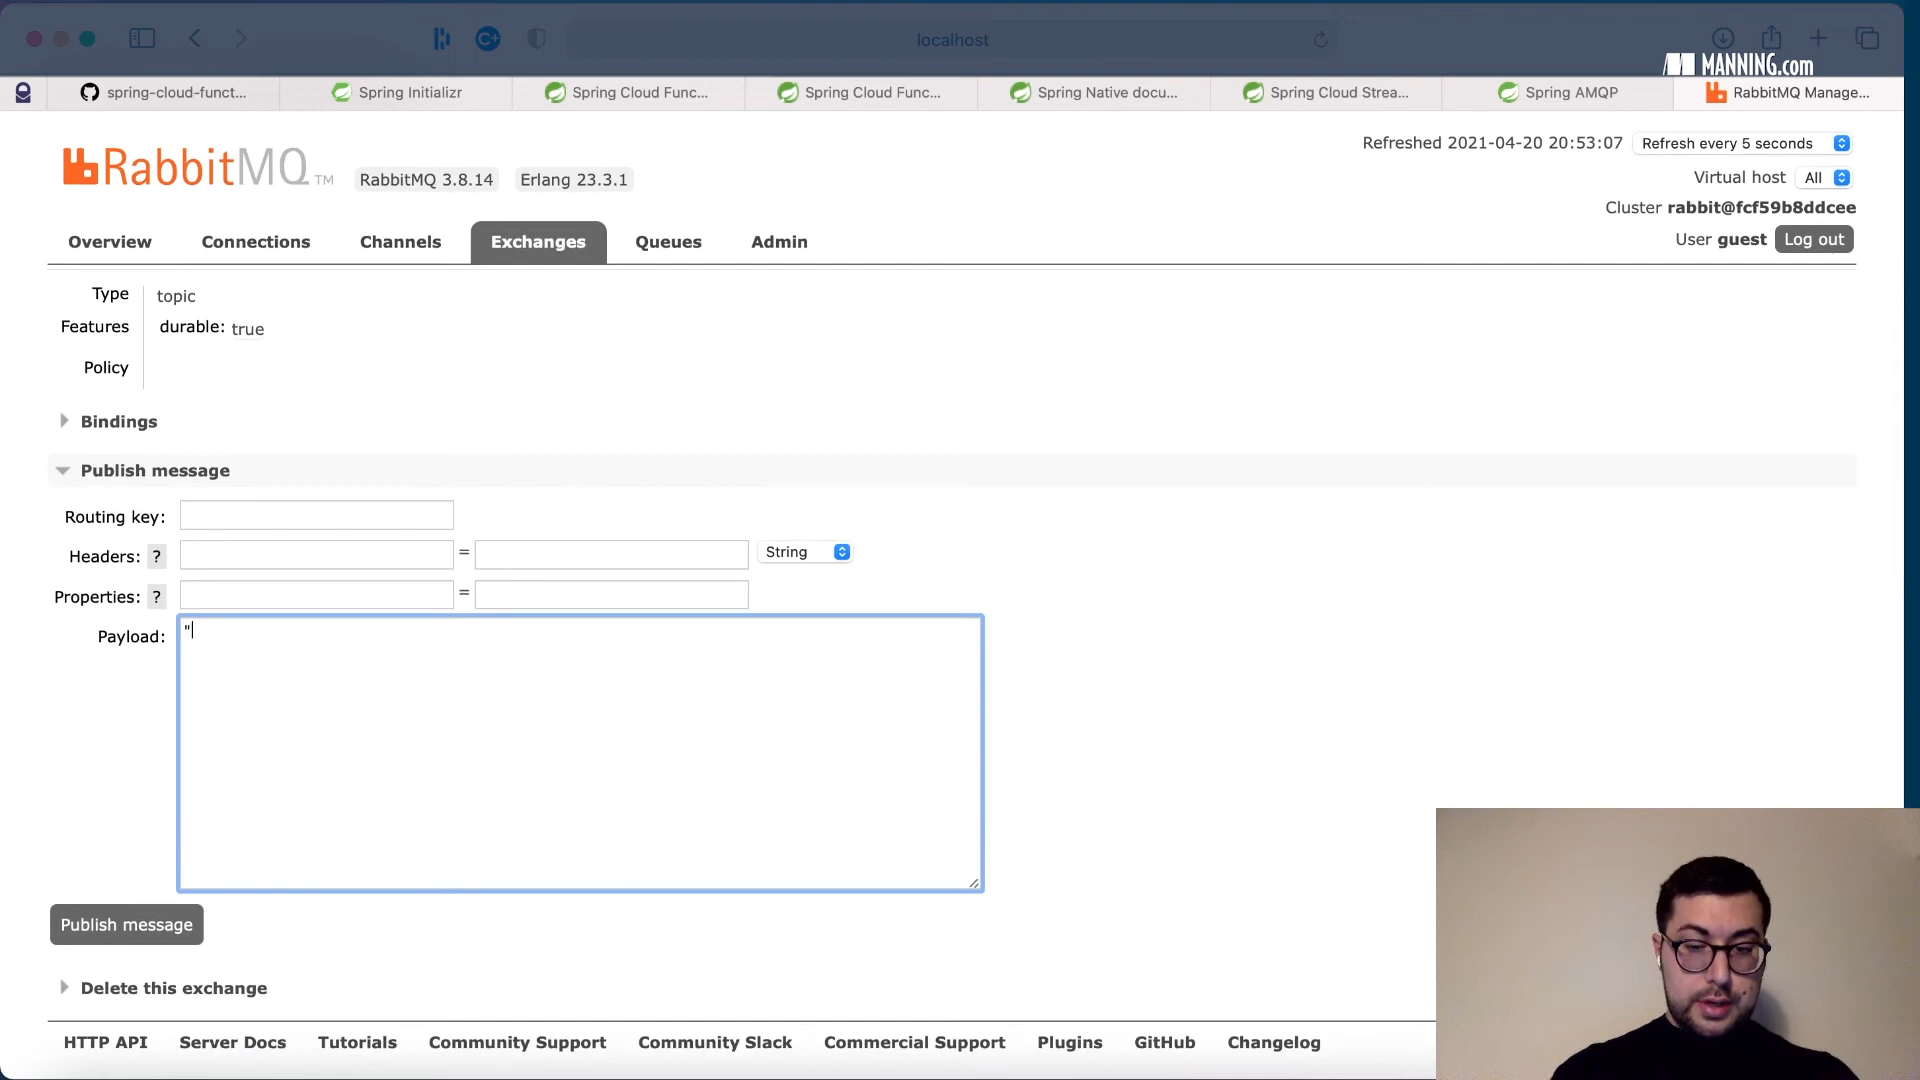 localhost
MANNING.com
spring-cloud-funct...
Spring Initializr
Spring Cloud Func...
Spring Cloud Func...
Spring Native docu...
Spring Cloud Strea...
Spring AMQP
RabbitMQ Manage...
Refreshed 2021-04-20 20:53:07 Refresh every 5 seconds
RabbitMQ TM RabbitMQ 3.8.14 Erlang 23.3.1
Virtual host All
Cluster rabbit@fcf59b8ddcee
User guest Log out
Overview Connections Channels Exchanges Queues Admin
Type topic
Features durable: true
Policy
Bindings
Publish message
Routing key:
Headers: ? = String
Properties: ? =
Payload: "
Publish message
Delete this exchange
HTTP API Server Docs Tutorials Community Support Community Slack Commercial Support Plugins GitHub Changelog